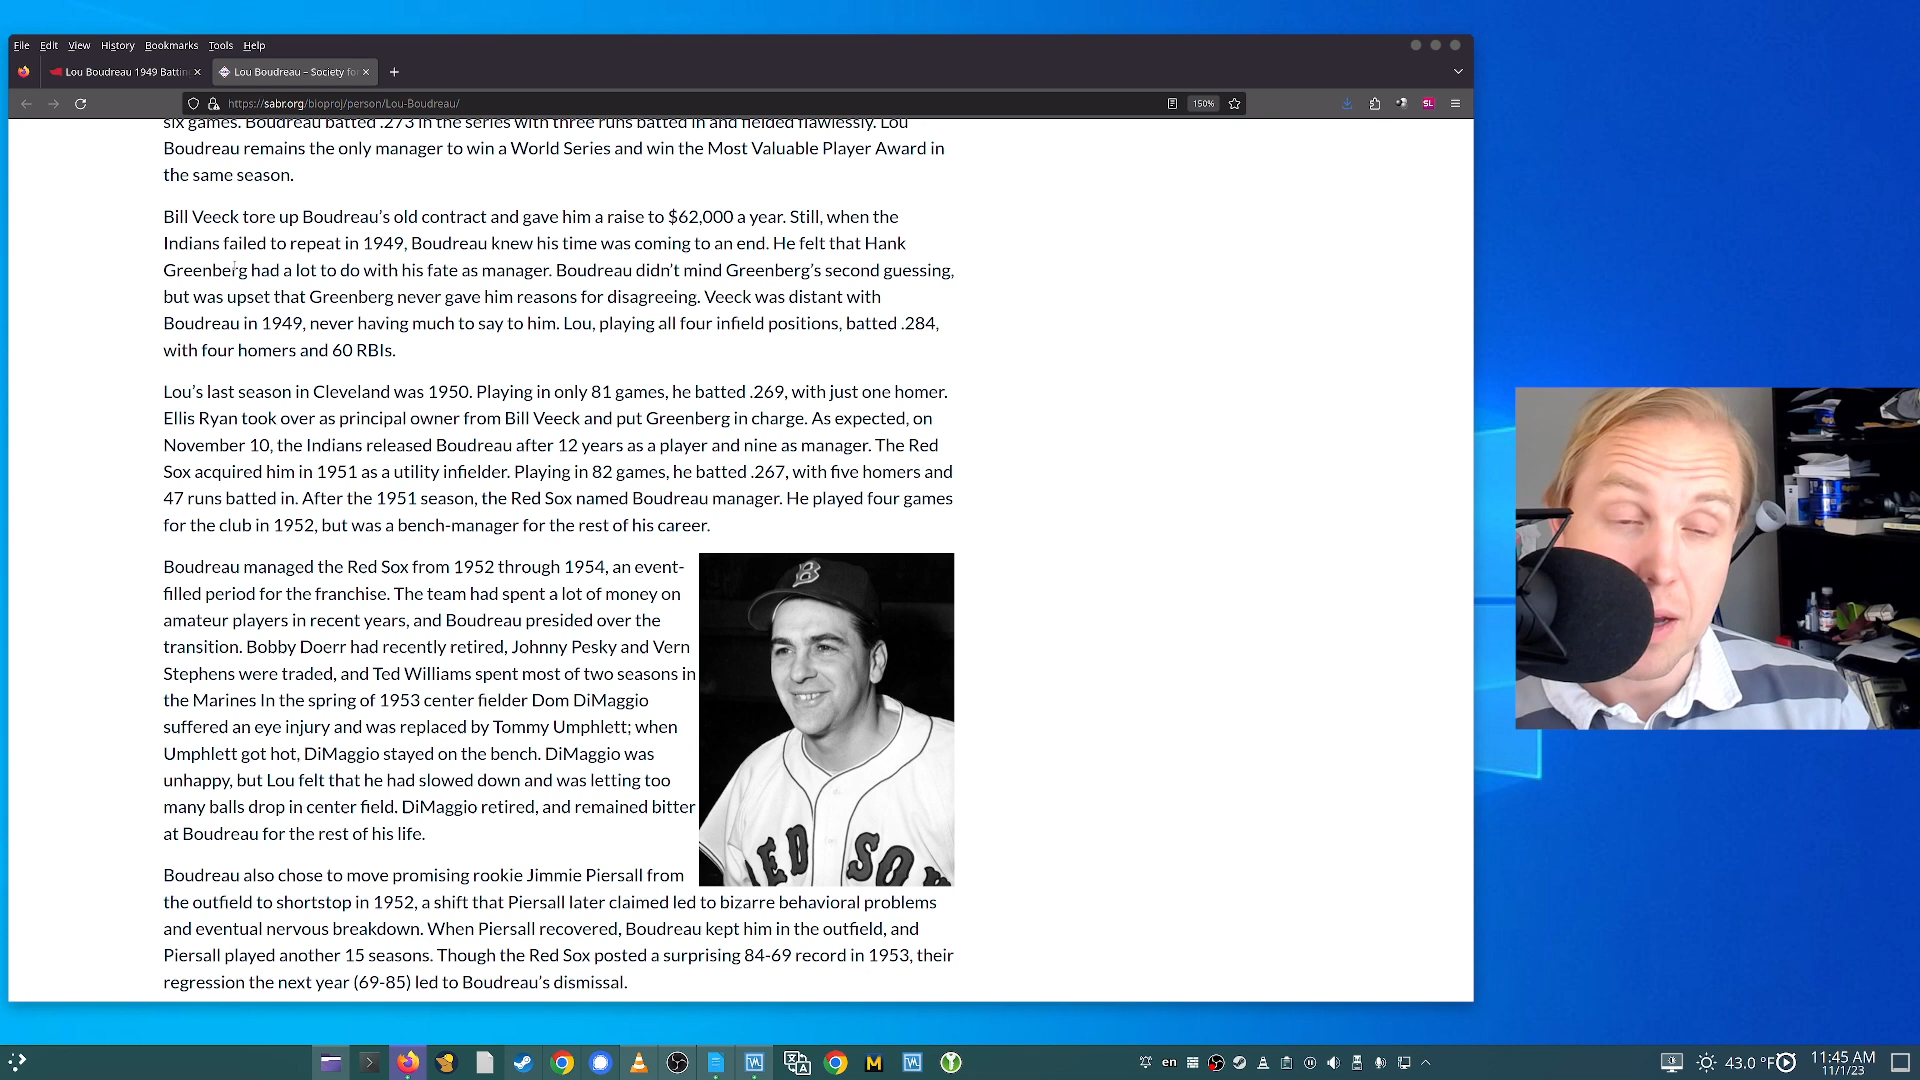 File Edit View History Bookmarks Tools Help
Lou Boudreau 1949 Battin
Lou Boudreau – Society for
https://sabr.org/bioproj/person/Lou-Boudreau/
150%
SL
six games. Boudreau batted .273 in the series with three runs batted in and fielded flawlessly. Lou
Boudreau remains the only manager to win a World Series and win the Most Valuable Player Award in
the same season.
Bill Veeck tore up Boudreau’s old contract and gave him a raise to $62,000 a year. Still, when the
Indians failed to repeat in 1949, Boudreau knew his time was coming to an end. He felt that Hank
Greenberg had a lot to do with his fate as manager. Boudreau didn’t mind Greenberg’s second guessing,
but was upset that Greenberg never gave him reasons for disagreeing. Veeck was distant with
Boudreau in 1949, never having much to say to him. Lou, playing all four infield positions, batted .284,
with four homers and 60 RBIs.
Lou’s last season in Cleveland was 1950. Playing in only 81 games, he batted .269, with just one homer.
Ellis Ryan took over as principal owner from Bill Veeck and put Greenberg in charge. As expected, on
November 10, the Indians released Boudreau after 12 years as a player and nine as manager. The Red
Sox acquired him in 1951 as a utility infielder. Playing in 82 games, he batted .267, with five homers and
47 runs batted in. After the 1951 season, the Red Sox named Boudreau manager. He played four games
for the club in 1952, but was a bench-manager for the rest of his career.
Boudreau managed the Red Sox from 1952 through 1954, an event-
filled period for the franchise. The team had spent a lot of money on
amateur players in recent years, and Boudreau presided over the
transition. Bobby Doerr had recently retired, Johnny Pesky and Vern
Stephens were traded, and Ted Williams spent most of two seasons in
the Marines In the spring of 1953 center fielder Dom DiMaggio
suffered an eye injury and was replaced by Tommy Umphlett; when
Umphlett got hot, DiMaggio stayed on the bench. DiMaggio was
unhappy, but Lou felt that he had slowed down and was letting too
many balls drop in center field. DiMaggio retired, and remained bitter
at Boudreau for the rest of his life.
B
ED SO
Boudreau also chose to move promising rookie Jimmie Piersall from
the outfield to shortstop in 1952, a shift that Piersall later claimed led to bizarre behavioral problems
and eventual nervous breakdown. When Piersall recovered, Boudreau kept him in the outfield, and
Piersall played another 15 seasons. Though the Red Sox posted a surprising 84-69 record in 1953, their
regression the next year (69-85) led to Boudreau’s dismissal.
en
43.0 °F
11:45 AM
11/1/23